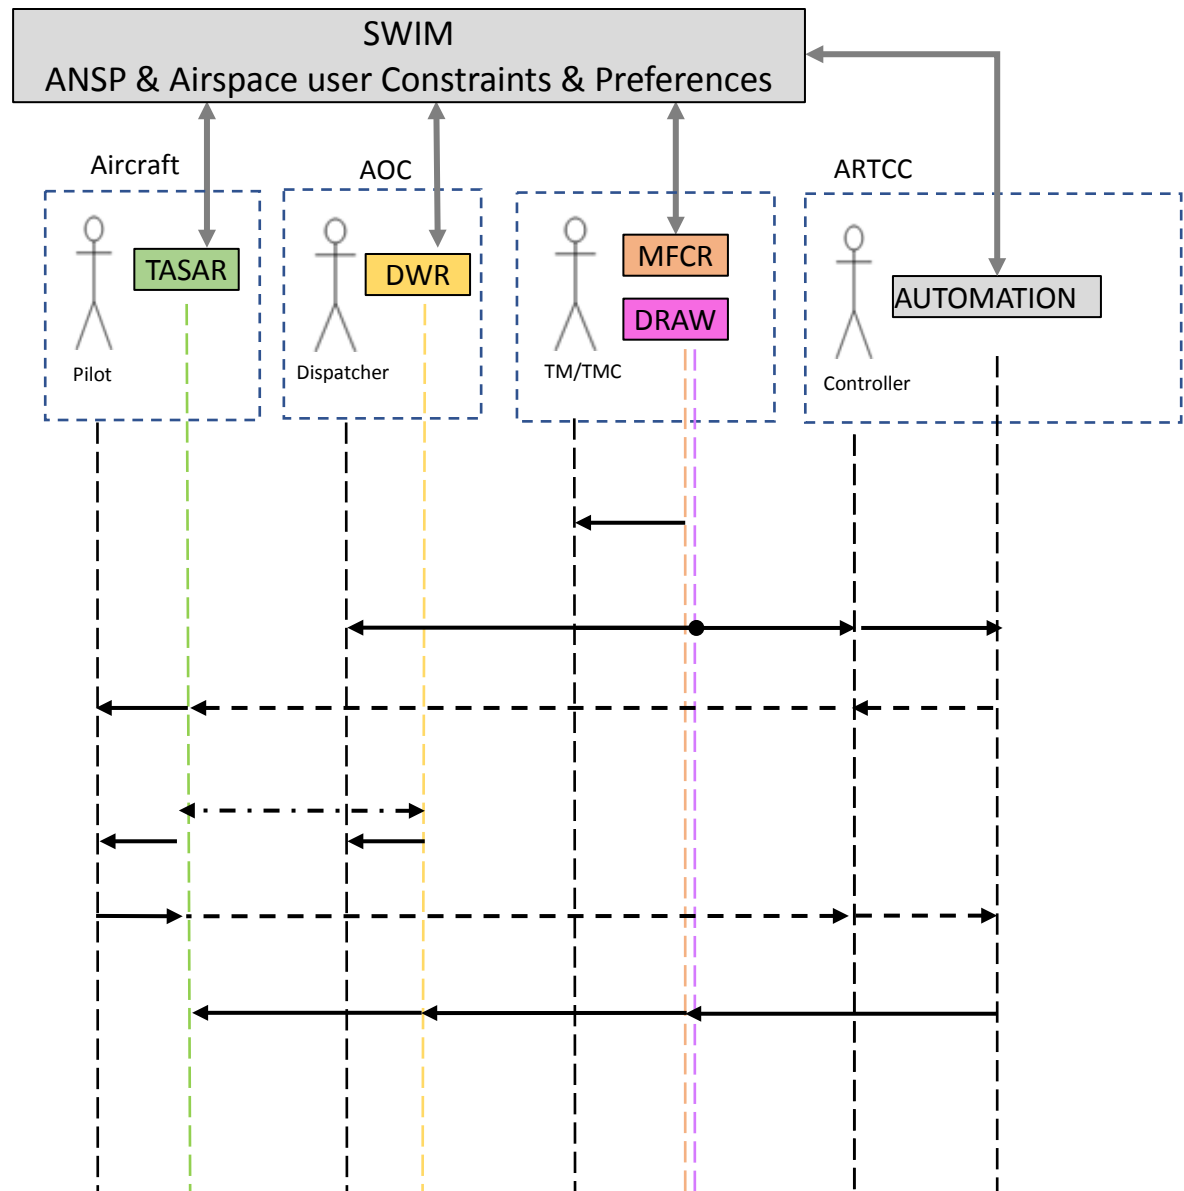 SWIM
ANSP & Airspace user Constraints & Preferences
Aircraft
AOC
ARTCC
TASAR
DWR
MFCR
DRAW
AUTOMATION
Pilot
Dispatcher
TM/TMC
Controller